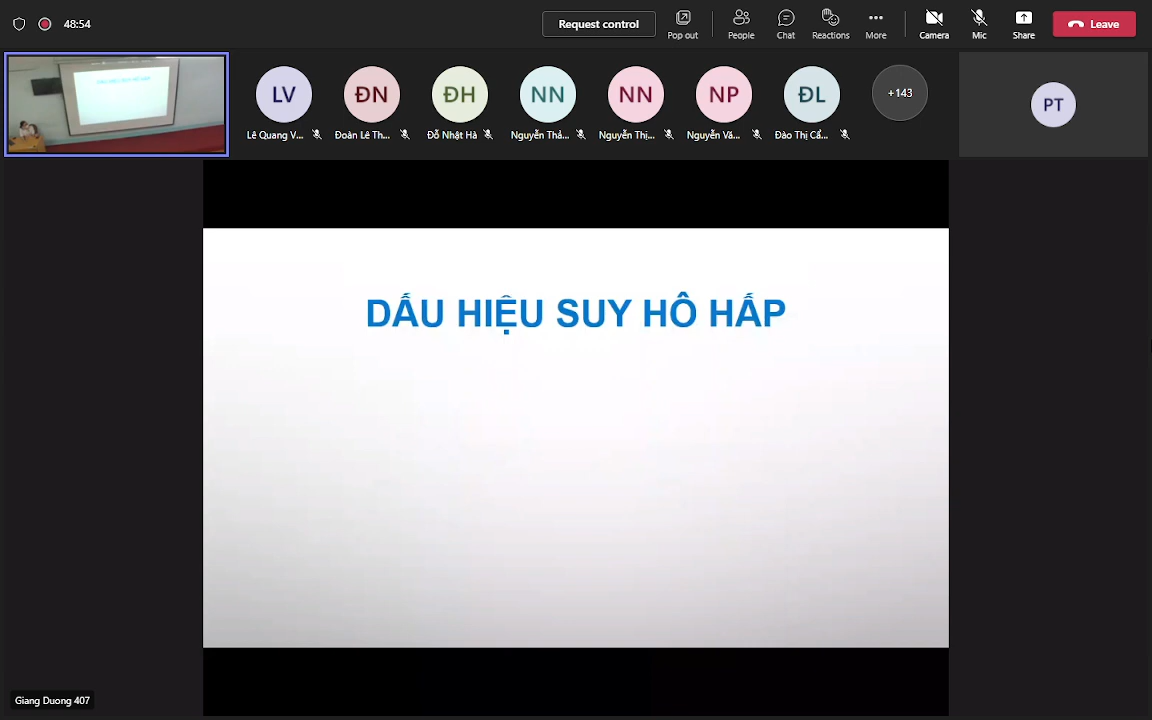 48:54
Request control
Pop out
People
Chat
Reactions
More
Camera
Mic
Share
Leave
LV
ĐN
ĐH
NN
NN
NP
ĐL
+143
PT
Lê Quang V...
Đoàn Lê Th...
Đỗ Nhật Hà
Nguyễn Thả...
Nguyễn Thị...
Nguyễn Vă...
Đào Thị Cẩ...
DẤU HIỆU SUY HÔ HẤP
Giang Duong 407